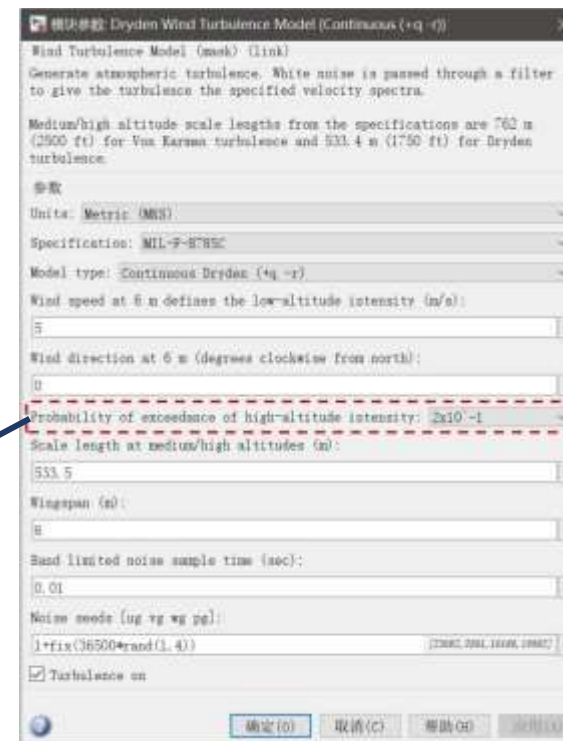 模块参数: Dryden Wind Turbulence Model (Continuous (+q -r))
Wind Turbulence Model (mask) (link)
Generate atmospheric turbulence. White noise is passed through a filter
to give the turbulence the specified velocity spectra.
Medium/high altitude scale lengths from the specifications are 762 m
(2500 ft) for Von Karman turbulence and 533.4 m (1750 ft) for Dryden
turbulence.
参数
Units: Metric (MKS)
Specification: MIL-F-8785C
Model type: Continuous Dryden (+q -r)
Wind speed at 6 m defines the low-altitude intensity (m/s):
5
Wind direction at 6 m (degrees clockwise from north):
0
Probability of exceedance of high-altitude intensity: 2x10^-1
Scale length at medium/high altitudes (m):
533.5
Wingspan (m):
Band limited noise sample time (sec):
0.01
Noise seeds [ug vg wg pg]:
1+fix(36500*rand(1,4))
Turbulence on
确定(O) 取消(C) 帮助(H) 应用(A)